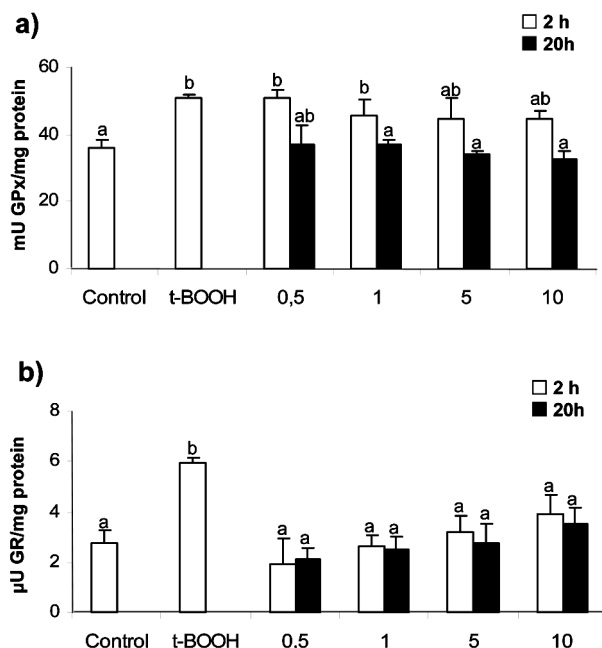 a)
2 h
20h
mU GPx/mg protein
60
40
20
0
a
b
b
ab
b
a
ab
a
ab
a
Control t-BOOH 0,5 1 5 10
b)
2 h
20h
µU GR/mg protein
8
6
4
2
0
a
b
a
a
a
a
a
a
a
a
Control t-BOOH 0,5 1 5 10